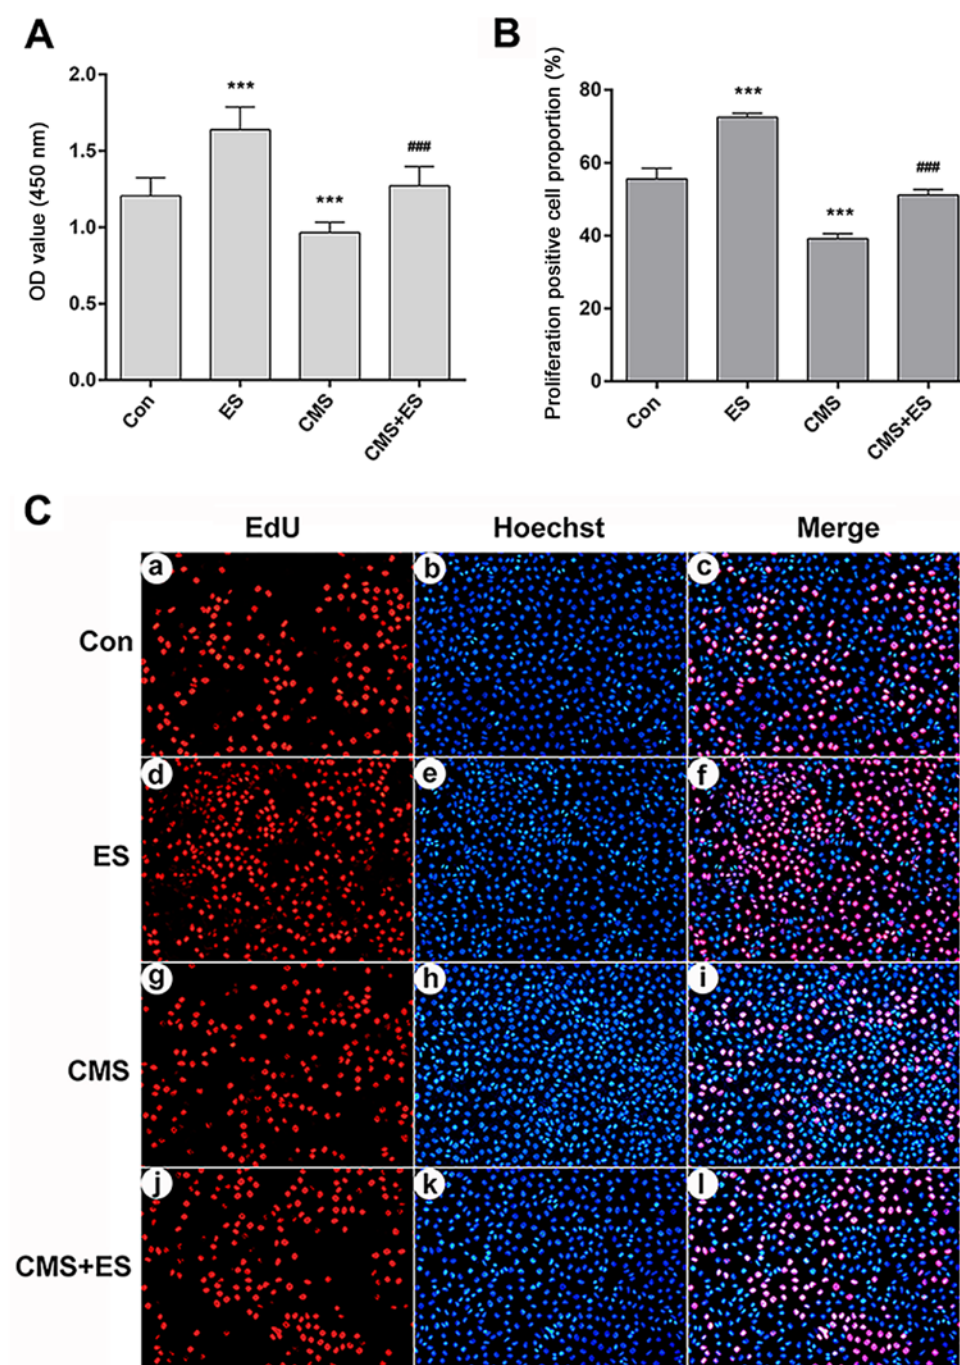 A
B
OD value (450 nm)
2.0
1.5
1.0
0.5
0.0
***
***
###
Con
ES
CMS
CMS+ES
Proliferation positive cell proportion (%)
80
60
40
20
0
***
***
###
Con
ES
CMS
CMS+ES
C
EdU Hoechst Merge
a b c
Con
d e f
ES
g h i
CMS
j k l
CMS+ES